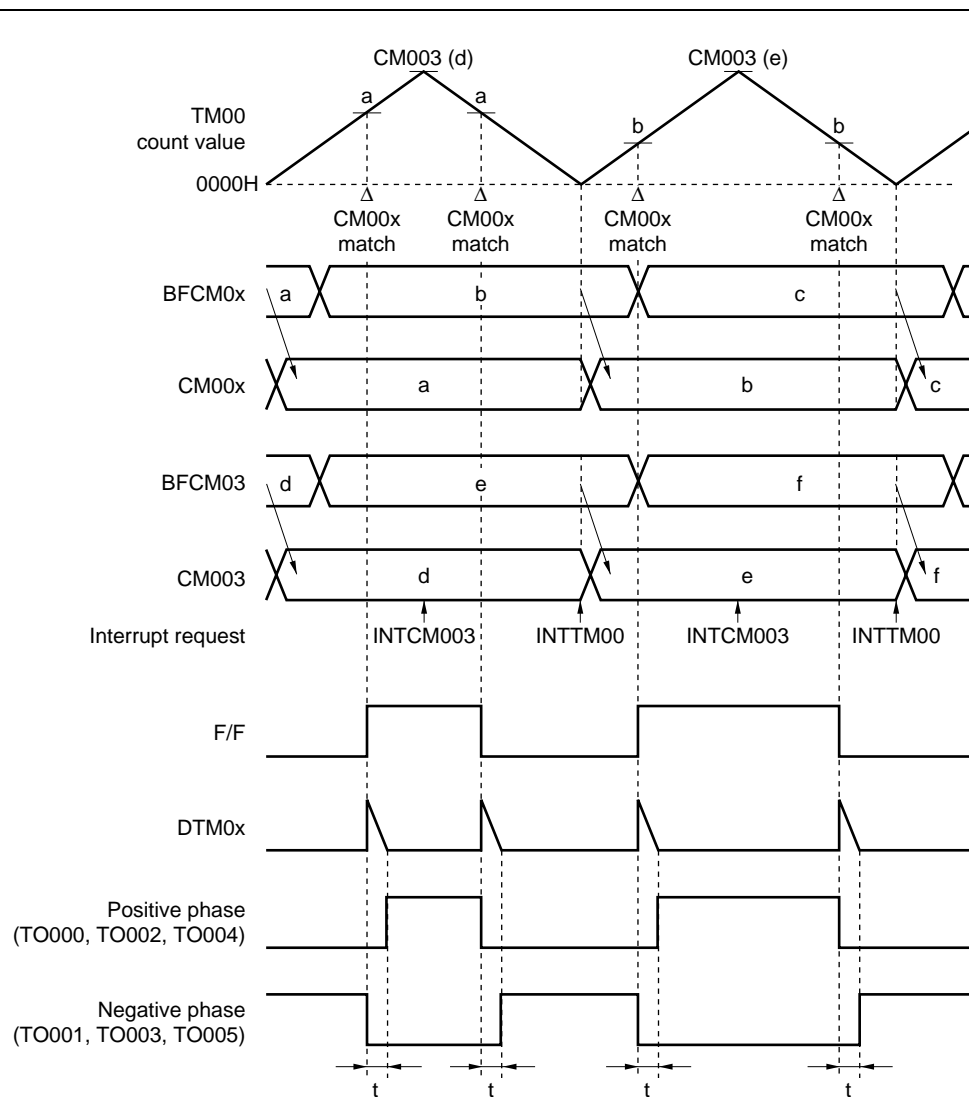 CM003 (d) CM003 (e)
a a
TM00
count value
b b
0000H
Δ Δ Δ Δ
CM00x CM00x CM00x CM00x
match match match match
BFCM0x a b c
CM00x a b c
BFCM03 d e f
CM003 d e f
Interrupt request INTCM003 INTTM00 INTCM003 INTTM00
F/F
DTM0x
Positive phase
(TO000, TO002, TO004)
Negative phase
(TO001, TO003, TO005)
t t t t